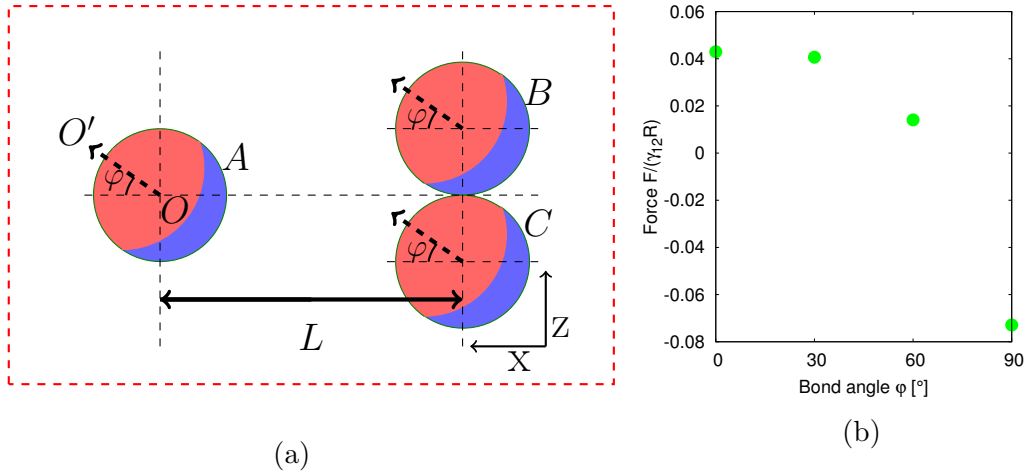 O′
φ
O
A
φ
B
φ
C
L
Z
X
(a)
Force F/(γ₁₂R)
0.06
0.04
0.02
0
-0.02
-0.04
-0.06
-0.08
0 30 60 90
Bond angle φ [°]
(b)